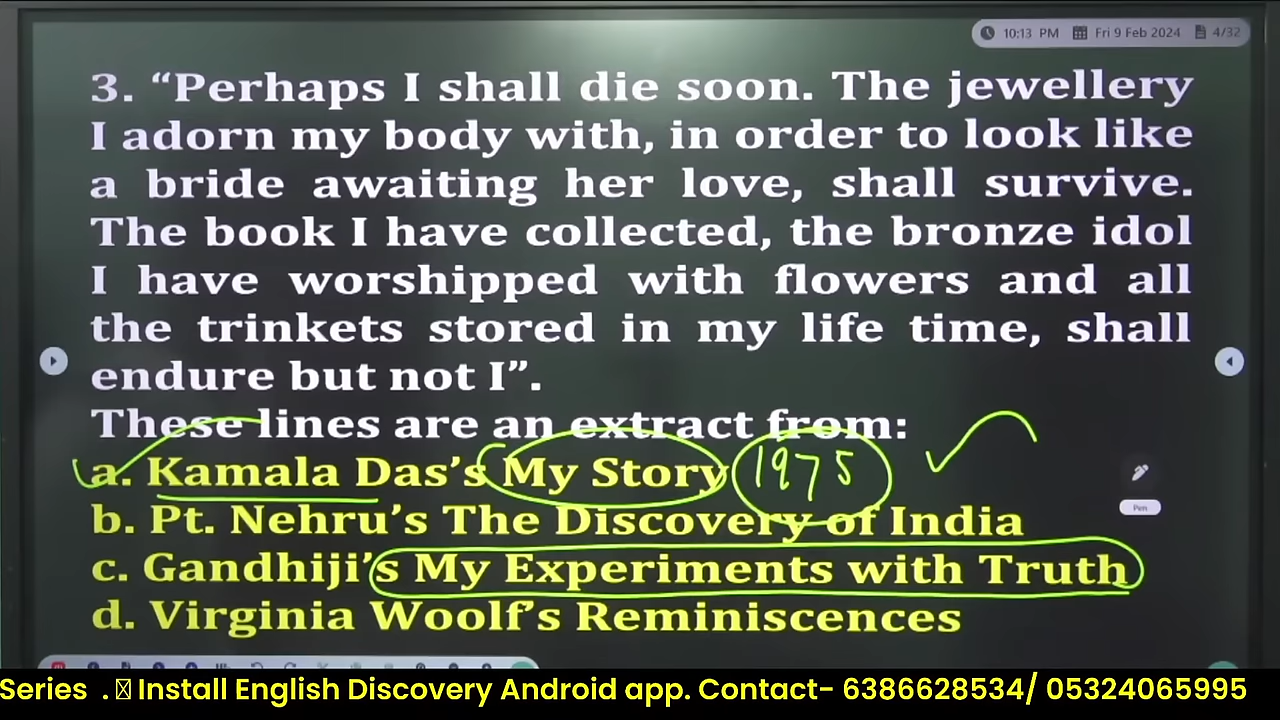 10:13 PM Fri 9 Feb 2024 4/32
3. “Perhaps I shall die soon. The jewellery
I adorn my body with, in order to look like
a bride awaiting her love, shall survive.
The book I have collected, the bronze idol
I have worshipped with flowers and all
the trinkets stored in my life time, shall
endure but not I”.
These lines are an extract from:
a. Kamala Das’s My Story 1975
b. Pt. Nehru’s The Discovery of India
c. Gandhiji’s My Experiments with Truth
Pen
d. Virginia Woolf’s Reminiscences
Series . Install English Discovery Android app. Contact- 6386628534/ 05324065995